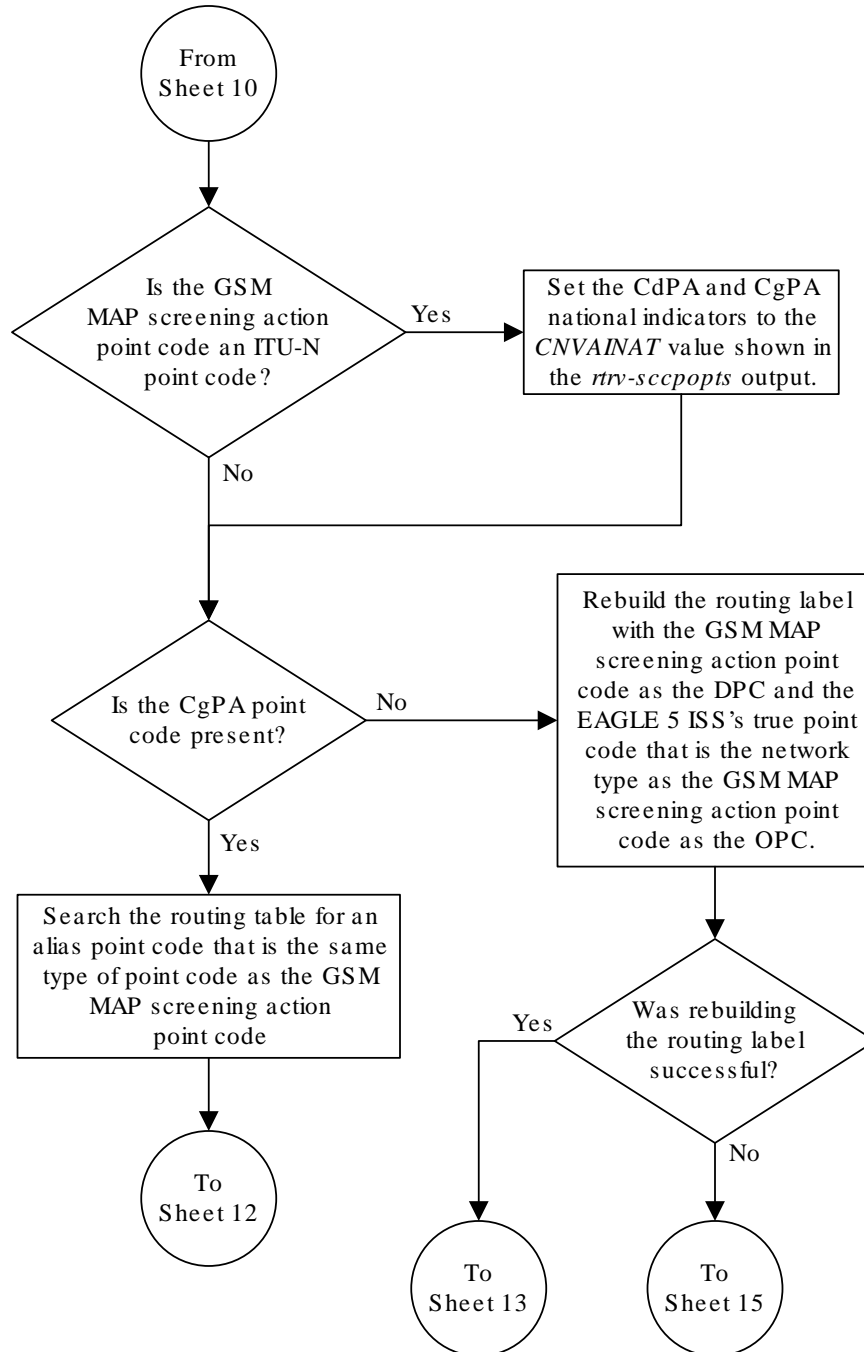 From
Sheet 10
Is the GSM
MAP screening action
point code an ITU-N
point code?
Yes
Set the CdPA and CgPA
national indicators to the
CNVAINAT value shown in
the rtrv-sccpopts output.
No
Is the CgPA point
code present?
No
Rebuild the routing label
with the GSM MAP
screening action point
code as the DPC and the
EAGLE 5 ISS’s true point
code that is the network
type as the GSM MAP
screening action point
code as the OPC.
Yes
Search the routing table for an
alias point code that is the same
type of point code as the GSM
MAP screening action
point code
Was rebuilding
the routing label
successful?
Yes
No
To
Sheet 12
To
Sheet 13
To
Sheet 15